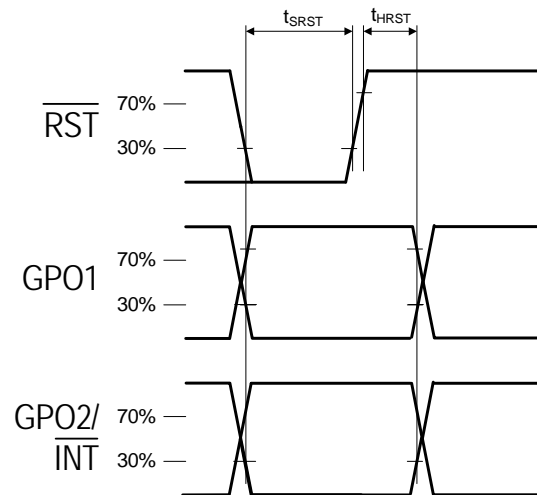 tSRST
tHRST
RST
70%
30%
GPO1
70%
30%
GPO2/
INT
70%
30%